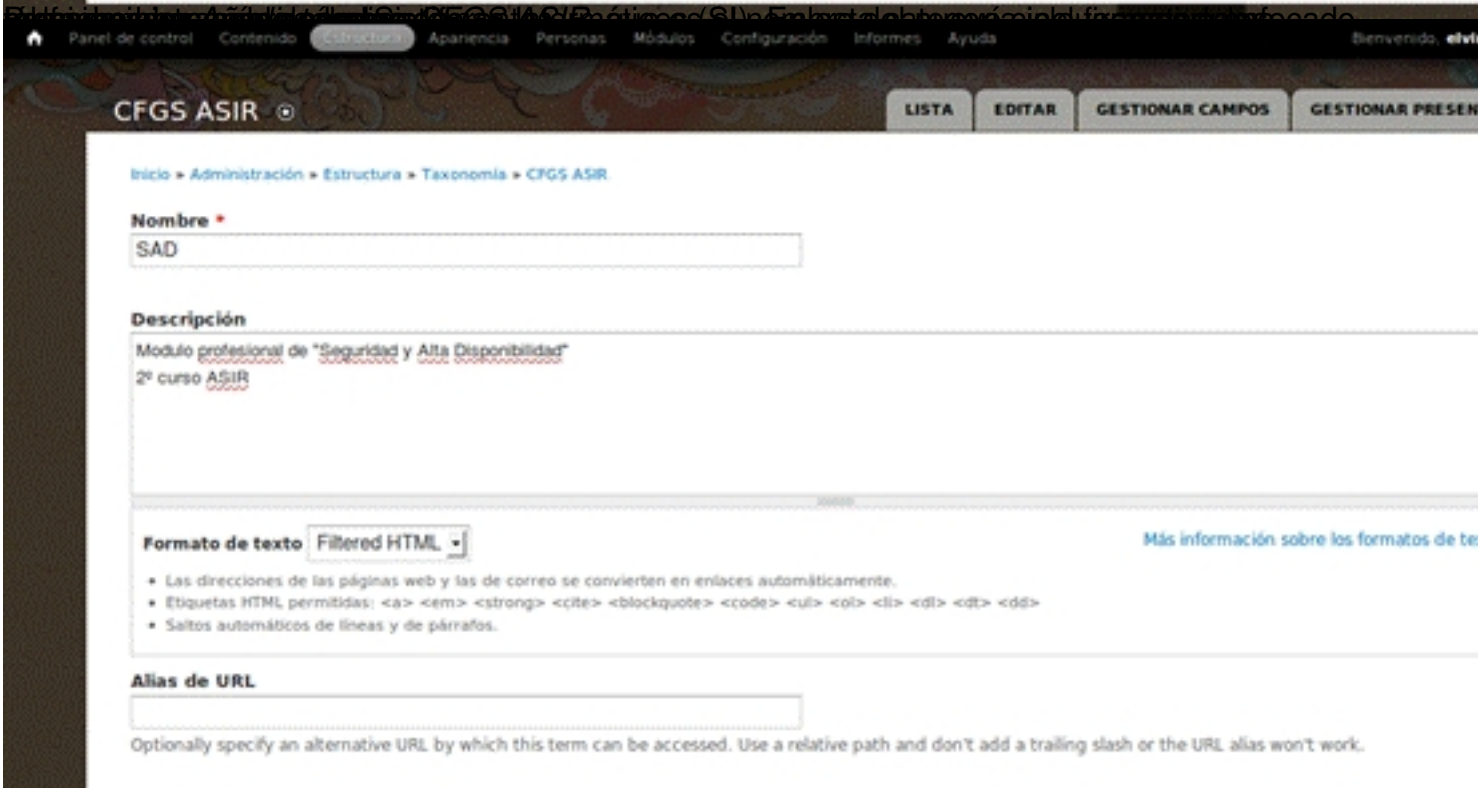 Panel de control Contenido Estructura Apariencia Personas Módulos Configuración Informes Ayuda Bienvenido,
CFGS ASIR
LISTA EDITAR GESTIONAR CAMPOS GESTIONAR PRESEN
Inicio » Administración » Estructura » Taxonomía » CFGS ASIR
Nombre *
SAD
Descripción
Modulo profesional de "Seguridad y Alta Disponibilidad"
2º curso ASIR
Formato de texto Filtered HTML
Más información sobre los formatos de te
• Las direcciones de las páginas web y las de correo se convierten en enlaces automáticamente.
• Etiquetas HTML permitidas: <a> <em> <strong> <cite> <blockquote> <code> <ul> <ol> <li> <dl> <dt> <dd>
• Saltos automáticos de líneas y de párrafos.
Alias de URL
Optionally specify an alternative URL by which this term can be accessed. Use a relative path and don't add a trailing slash or the URL alias won't work.